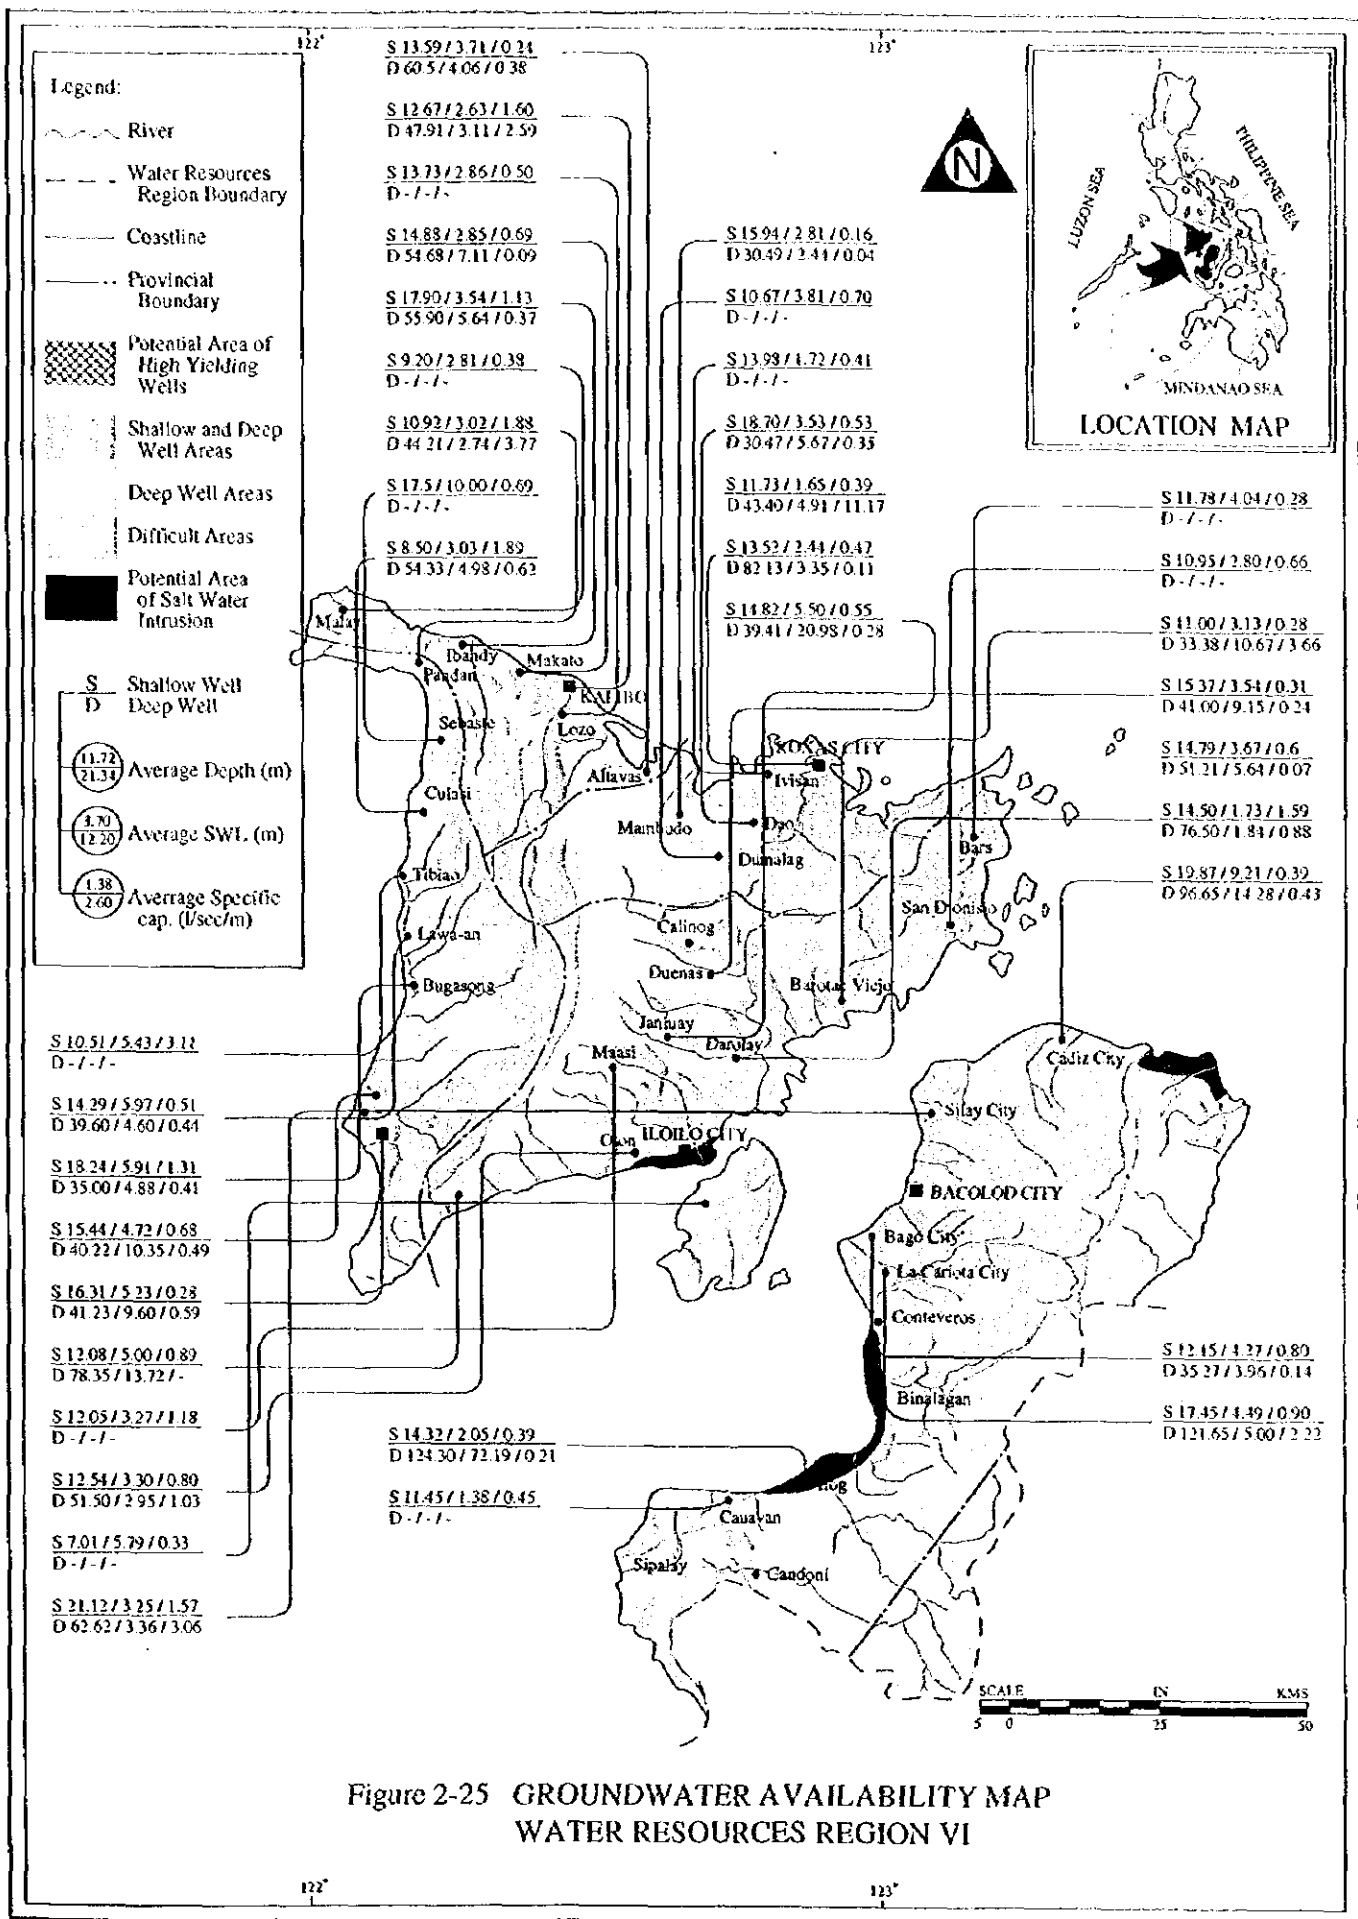 122°
123°
Legend:
River
Water Resources
Region Boundary
Coastline
Provincial
Boundary
Potential Area of
High Yielding
Wells
Shallow and Deep
Well Areas
Deep Well Areas
Difficult Areas
Potential Area
of Salt Water
Intrusion
S Shallow Well
D Deep Well
11.72
21.34
Average Depth (m)
3.70
12.20
Average SWL (m)
1.38
2.60
Averrage Specific
cap. (l/sec/m)
S 13.59 / 3.71 / 0.24
D 60.5 / 4.06 / 0.38
S 12.67 / 2.63 / 1.60
D 47.91 / 3.11 / 2.59
S 13.73 / 2.86 / 0.50
D - / - / -
S 14.88 / 2.85 / 0.69
D 54.68 / 7.11 / 0.09
S 17.90 / 3.54 / 1.13
D 55.90 / 5.64 / 0.37
S 9.20 / 2.81 / 0.38
D - / - / -
S 10.92 / 3.02 / 1.88
D 44.21 / 2.74 / 3.77
S 17.5 / 10.00 / 0.69
D - / - / -
S 8.50 / 3.03 / 1.89
D 54.33 / 4.98 / 0.62
S 15.94 / 2.81 / 0.16
D 30.49 / 2.44 / 0.04
S 10.67 / 3.81 / 0.70
D - / - / -
S 13.98 / 1.72 / 0.41
D - / - / -
S 18.70 / 3.53 / 0.53
D 30.47 / 5.67 / 0.35
S 11.73 / 1.65 / 0.39
D 43.40 / 4.91 / 11.17
S 13.52 / 2.44 / 0.47
D 82.13 / 3.35 / 0.11
S 14.82 / 5.50 / 0.55
D 39.41 / 20.98 / 0.28
N
LUZON SEA
PHILIPPINE SEA
MINDANAO SEA
LOCATION MAP
S 11.78 / 4.04 / 0.28
D - / - / -
S 10.95 / 2.80 / 0.66
D - / - / -
S 11.00 / 3.13 / 0.28
D 33.38 / 10.67 / 3.66
S 15.37 / 3.54 / 0.31
D 41.00 / 9.15 / 0.24
S 14.79 / 3.67 / 0.6
D 51.21 / 5.64 / 0.07
S 14.50 / 1.73 / 1.59
D 76.50 / 1.84 / 0.88
S 19.87 / 9.21 / 0.39
D 96.65 / 14.28 / 0.43
Malay
Ibandy
Pandan
Makato
KALIBO
Sebaste
Lozo
Altavas
ROXAS CITY
Ivisan
Culasi
Mambudo
Dao
Bars
Dumalag
Tibiao
San Dionisio
Calinog
Lawa-an
Duenas
Bugasong
Barotac Viejo
Janiuay
Darolay
Maasi
Cadiz City
Silay City
Oton
ILOILO CITY
BACOLOD CITY
Bago City
La Cariota City
Conteveros
Binalagan
Cauayan
Sipalay
Candoni
S 10.51 / 5.43 / 3.11
D - / - / -
S 14.29 / 5.97 / 0.51
D 39.60 / 4.60 / 0.44
S 18.24 / 5.91 / 1.31
D 35.00 / 4.88 / 0.41
S 15.44 / 4.72 / 0.68
D 40.22 / 10.35 / 0.49
S 16.31 / 5.23 / 0.28
D 41.23 / 9.60 / 0.59
S 12.08 / 5.00 / 0.89
D 78.35 / 13.72 / -
S 12.05 / 3.27 / 1.18
D - / - / -
S 12.54 / 3.30 / 0.80
D 51.50 / 2.95 / 1.03
S 7.01 / 5.79 / 0.33
D - / - / -
S 21.12 / 3.25 / 1.57
D 62.62 / 3.36 / 3.06
S 14.32 / 2.05 / 0.39
D 124.30 / 72.19 / 0.21
S 11.45 / 1.38 / 0.45
D - / - / -
S 12.15 / 4.27 / 0.80
D 35.27 / 3.96 / 0.14
S 17.45 / 4.49 / 0.90
D 121.65 / 5.00 / 2.22
SCALE IN KMS
5 0 25 50
Figure 2-25 GROUNDWATER AVAILABILITY MAP
WATER RESOURCES REGION VI
122°
123°